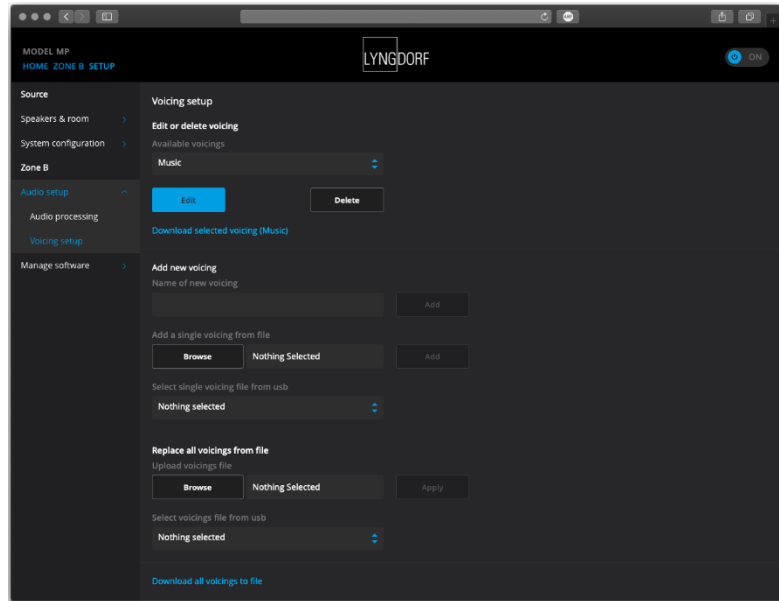 MODEL MP
HOME ZONE B SETUP
LYNGDORF
ON
Source
Speakers & room
System configuration
Zone B
Audio setup
Audio processing
Voicing setup
Manage software
Voicing setup
Edit or delete voicing
Available voicings
Music
Edit
Delete
Download selected voicing (Music)
Add new voicing
Name of new voicing
Add
Add a single voicing from file
Browse
Nothing Selected
Add
Select single voicing file from usb
Nothing selected
Replace all voicings from file
Upload voicings file
Browse
Nothing Selected
Apply
Select voicings file from usb
Nothing selected
Download all voicings to file